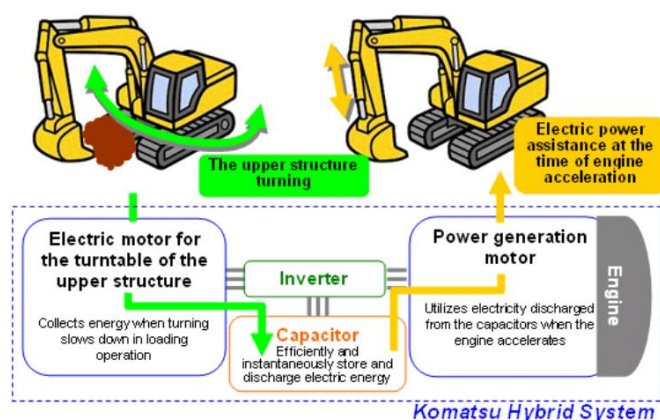 The upper structure
turning
Electric power
assistance at the
time of engine
acceleration
Electric motor for
the turntable of the
upper structure
Collects energy when turning
slows down in loading
operation
Inverter
Capacitor
Efficiently and
instantaneously store and
discharge electric energy
Power generation
motor
Utilizes electricity discharged
from the capacitors when the
engine accelerates
Engine
Komatsu Hybrid System